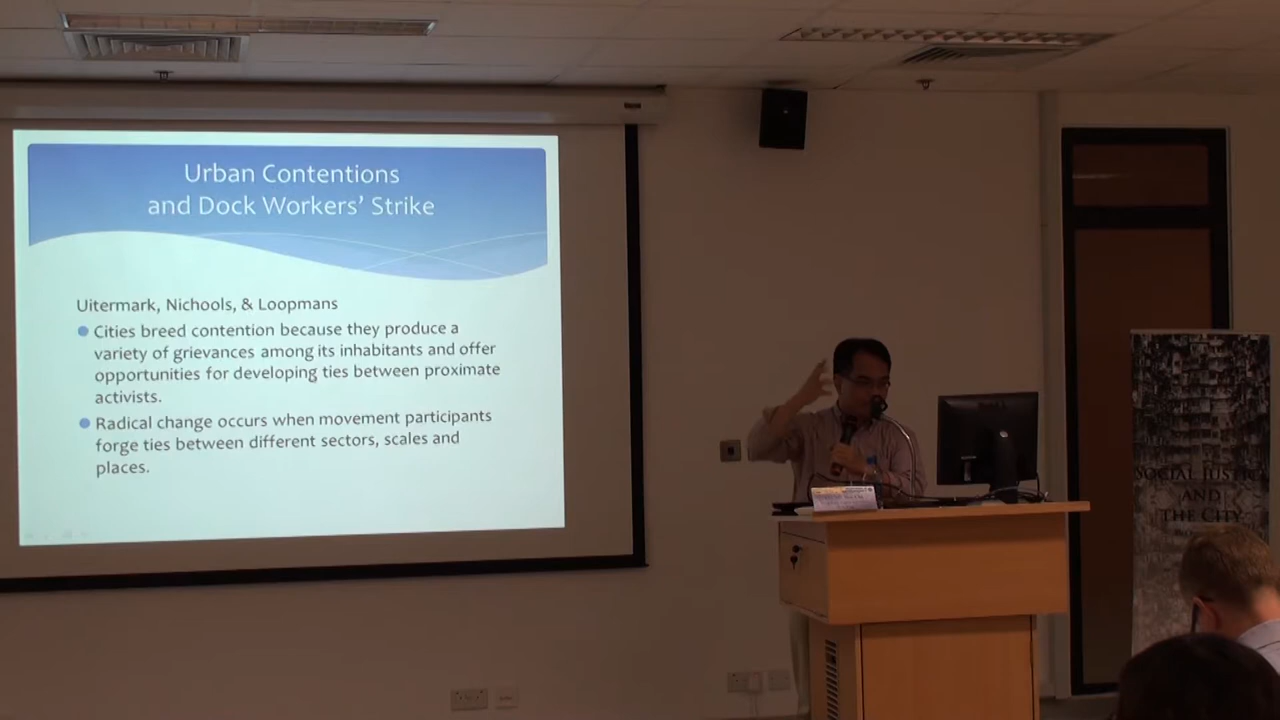 Urban Contentions
and Dock Workers' Strike
Uitermark, Nichools, & Loopmans
Cities breed contention because they produce a
variety of grievances among its inhabitants and offer
opportunities for developing ties between proximate
activists.
Radical change occurs when movement participants
forge ties between different sectors, scales and
places.
SOCIAL JUSTICE
AND
THE CITY